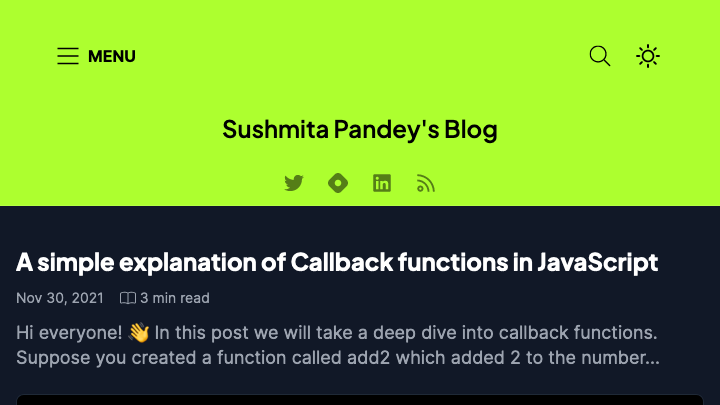 MENU
Sushmita Pandey's Blog
A simple explanation of Callback functions in JavaScript
Nov 30, 2021 3 min read
Hi everyone! 👋 In this post we will take a deep dive into callback functions.
Suppose you created a function called add2 which added 2 to the number...